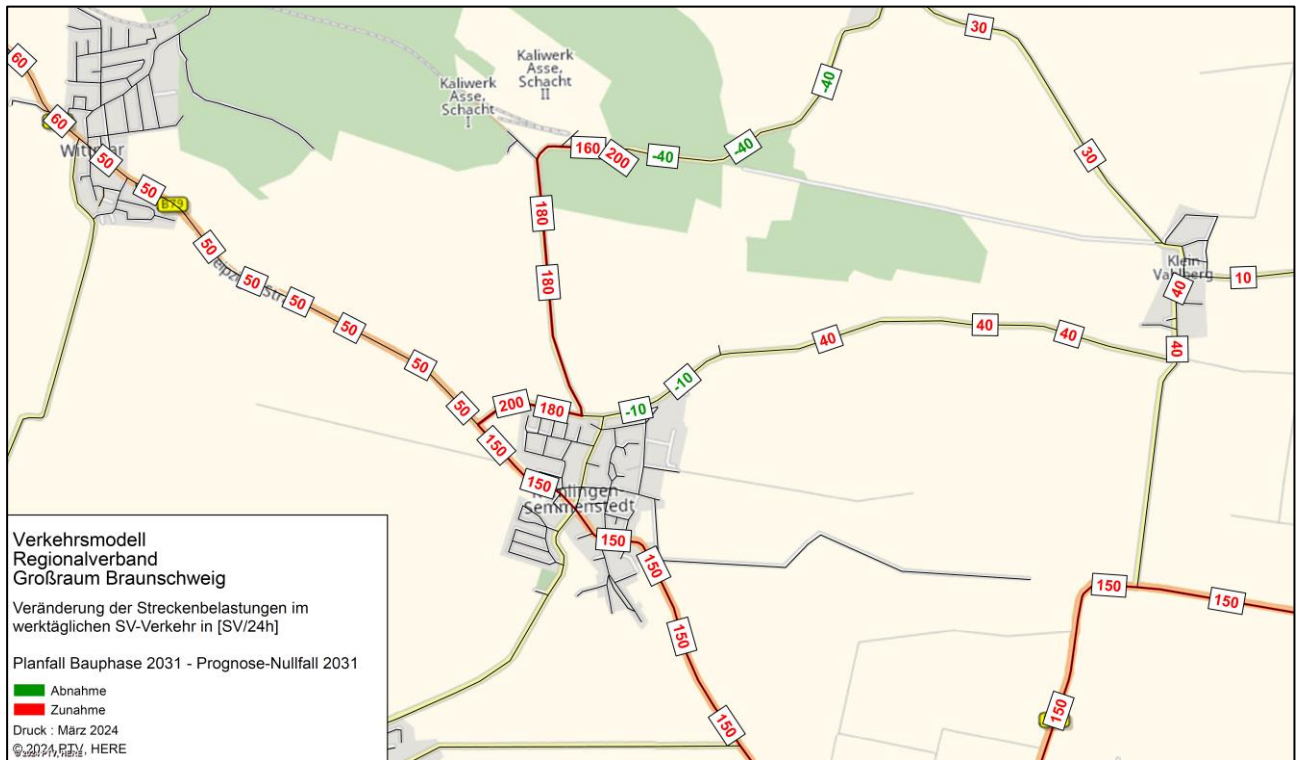 30
60
Kaliwerk
Asse,
Schacht
II
Kaliwerk
Asse,
Schacht
I
-40
60
50
160
200
-40
-40
30
50
B79
180
50
Klein
Vahlberg
10
50
180
40
50
50
40
40
40
40
50
50
-10
200
180
-10
150
150
Semmenstedt
150
150
150
150
150
150
150
Verkehrsmodell
Regionalverband
Großraum Braunschweig
Veränderung der Streckenbelastungen im
werktäglichen SV-Verkehr in [SV/24h]
Planfall Bauphase 2031 - Prognose-Nullfall 2031
Abnahme
Zunahme
Druck : März 2024
© 2024 PTV, HERE